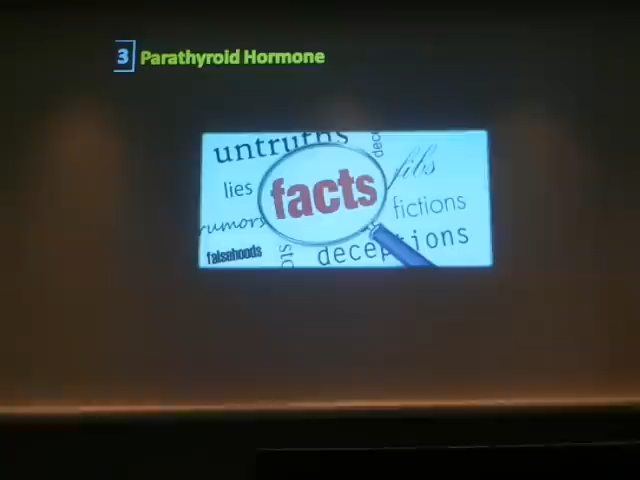 3 Parathyroid Hormone
untruths
lies
facts
fibs
rumors
fictions
falsehoods
deceptions